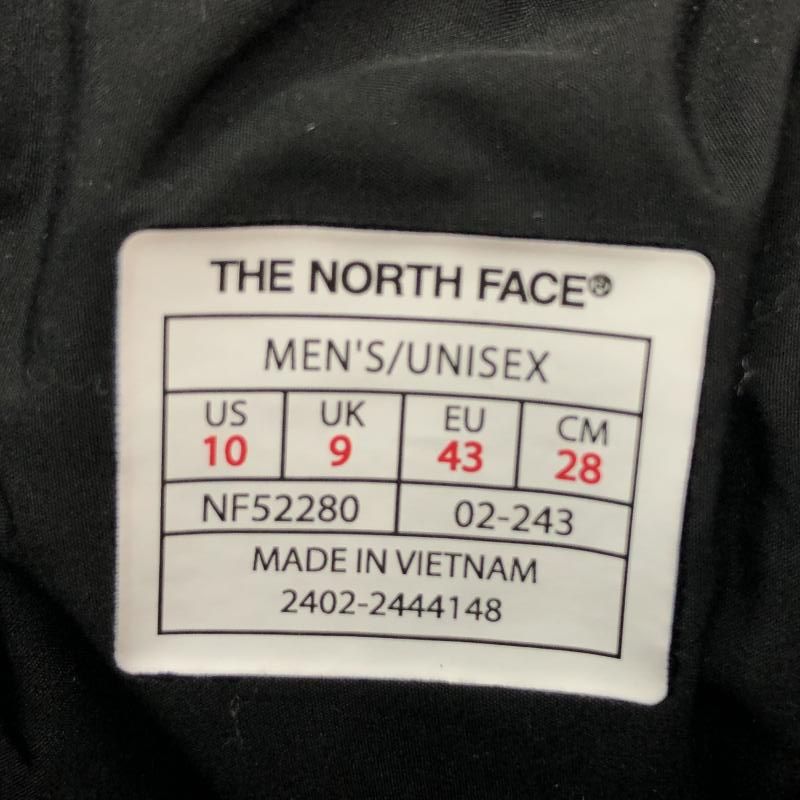 THE NORTH FACE®
MEN'S/UNISEX
US UK EU CM
10 9 43 28
NF52280 02-243
MADE IN VIETNAM
2402-2444148